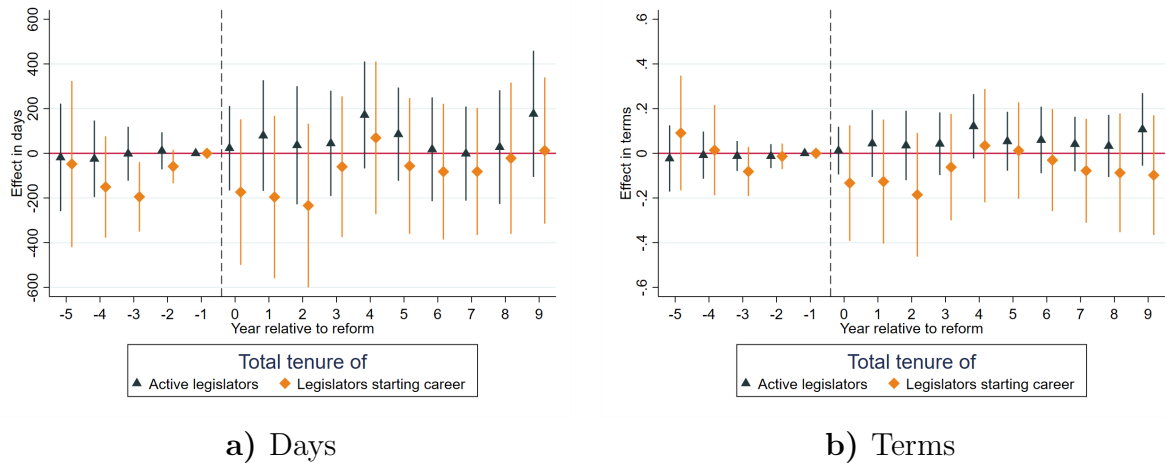 Effect in days
600
400
200
0
-200
-400
-600
-5 -4 -3 -2 -1 0 1 2 3 4 5 6 7 8 9
Year relative to reform
Total tenure of
Active legislators Legislators starting career
a) Days
Effect in terms
.6
.4
.2
0
-.2
-.4
-.6
-5 -4 -3 -2 -1 0 1 2 3 4 5 6 7 8 9
Year relative to reform
Total tenure of
Active legislators Legislators starting career
b) Terms